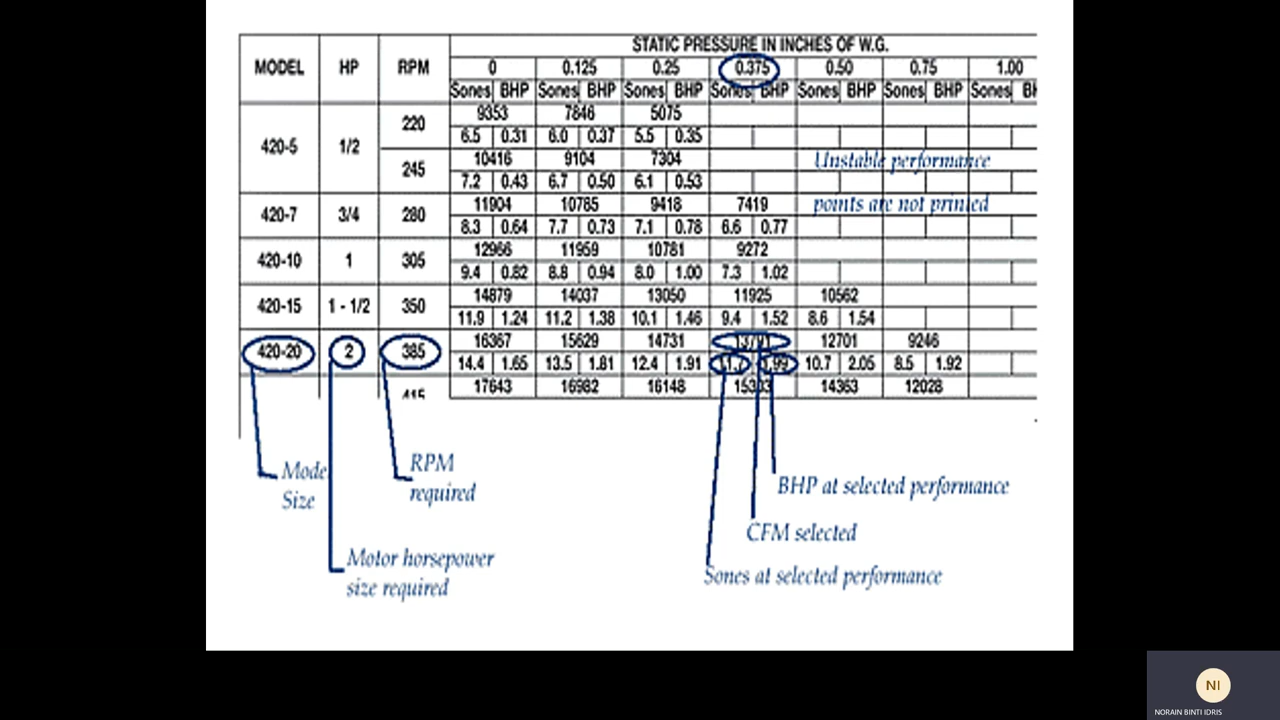 STATIC PRESSURE IN INCHES OF W.G.
MODEL HP RPM 0 0.125 0.25 0.375 0.50 0.75 1.00
Sones BHP Sones BHP Sones BHP Sones BHP Sones BHP Sones BHP Sones
9353 7846 5075
420-5 1/2 220
6.5 0.31 6.0 0.37 5.5 0.35
10416 9104 7304 Unstable performance
245
7.2 0.43 6.7 0.50 6.1 0.53
11904 10785 9418 7419 points are not printed
420-7 3/4 280
8.3 0.64 7.7 0.73 7.1 0.78 6.6 0.77
12966 11959 10781 9272
420-10 1 305
9.4 0.82 8.8 0.94 8.0 1.00 7.3 1.02
14879 14037 13050 11925 10562
420-15 1 - 1/2 350
11.9 1.24 11.2 1.38 10.1 1.46 9.4 1.52 8.6 1.54
16367 15629 14731 13791 12701 9246
420-20 2 385
14.4 1.65 13.5 1.81 12.4 1.91 1.99 10.7 2.05 8.5 1.92
17643 16982 16148 14363 12028
415
Size
RPM
required
Motor horsepower
size required
BHP at selected performance
CFM selected
Sones at selected performance
NI
NORAIN BINTI IDRIS